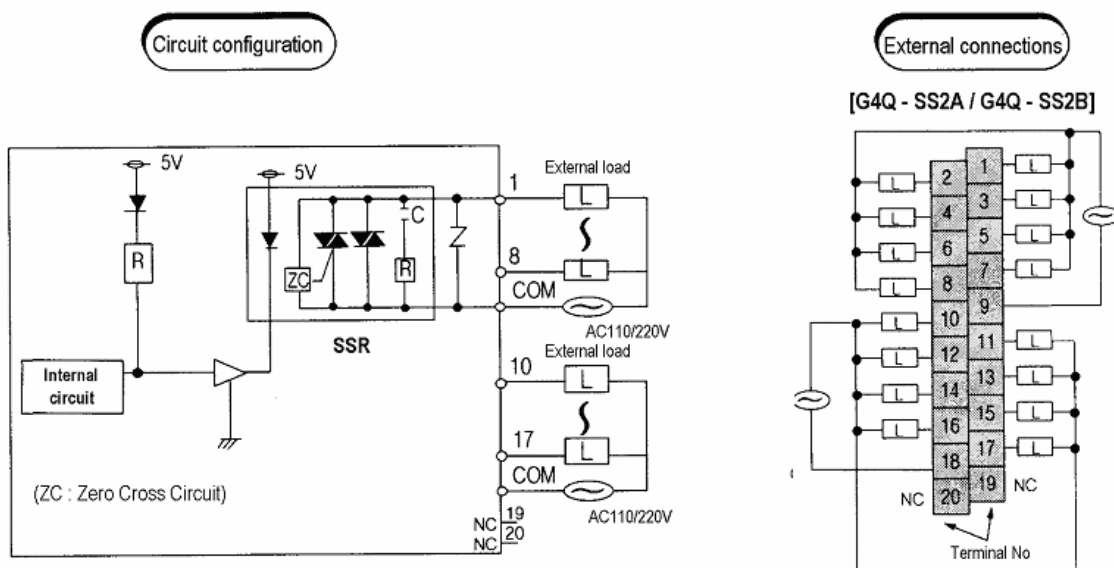 Circuit configuration
5V
R
Internal
circuit
5V
ZC
C
R
SSR
(ZC : Zero Cross Circuit)
1
External load
L
8
L
COM
AC110/220V
External load
10
L
17
L
COM
AC110/220V
NC 19
NC 20
External connections
[G4Q - SS2A / G4Q - SS2B]
1
L
L
2
3
L
L
4
5
L
L
6
7
L
L
8
9
L
10
11
L
L
12
13
L
L
14
15
L
L
16
17
L
18
19
NC
NC
20
Terminal No